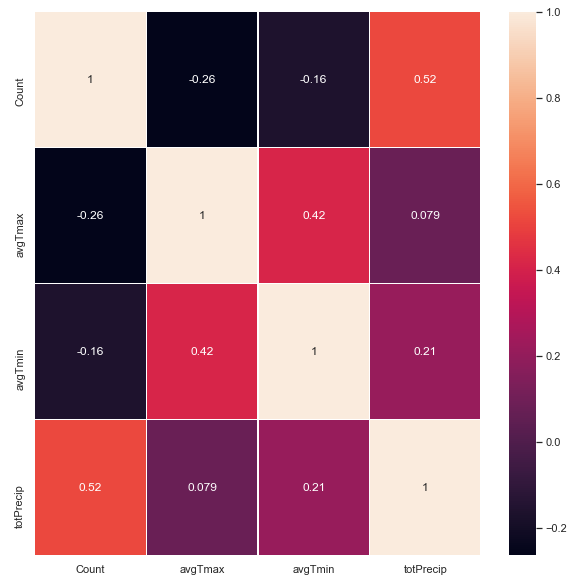 Count 1 -0.26 -0.16 0.52
avgTmax -0.26 1 0.42 0.079
avgTmin -0.16 0.42 1 0.21
totPrecip 0.52 0.079 0.21 1
Count avgTmax avgTmin totPrecip
1.0
0.8
0.6
0.4
0.2
0.0
−0.2